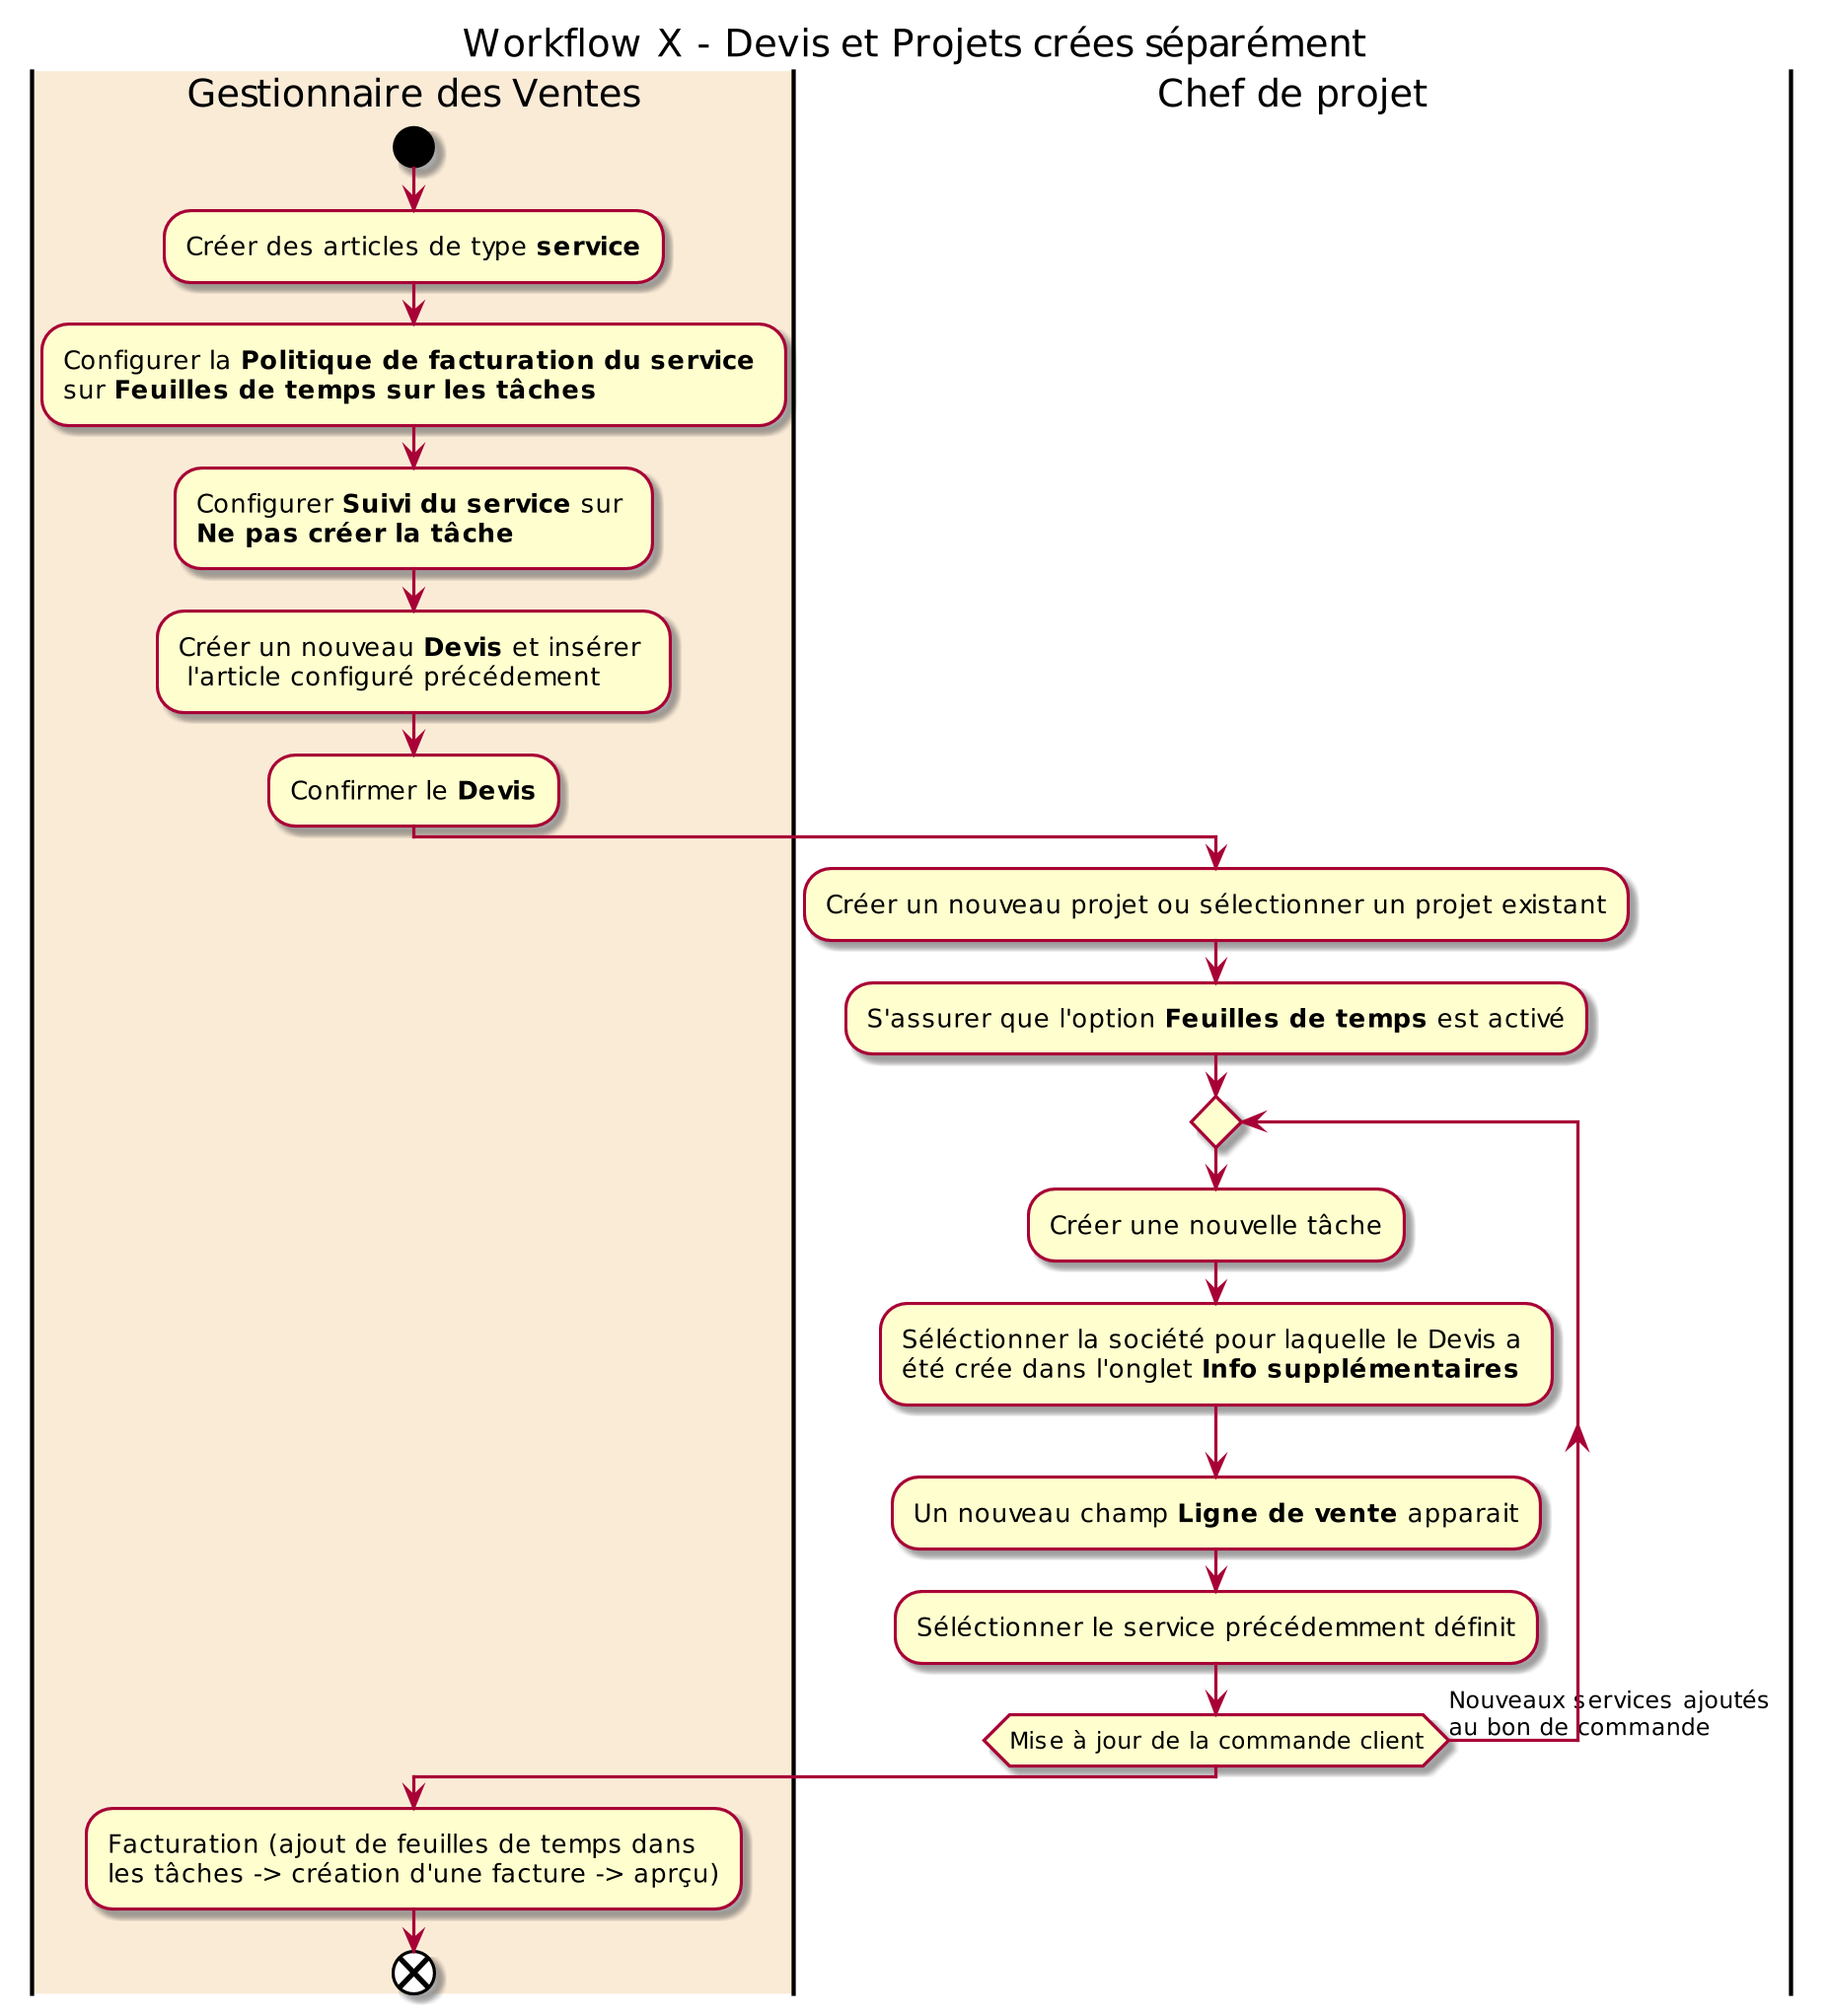 Workflow X - Devis et Projets crées séparément
Gestionnaire des Ventes
Chef de projet
Créer des articles de type service
Configurer la Politique de facturation du service
sur Feuilles de temps sur les tâches
Configurer Suivi du service sur
Ne pas créer la tâche
Créer un nouveau Devis et insérer
l'article configuré précédement
Confirmer le Devis
Créer un nouveau projet ou sélectionner un projet existant
S'assurer que l'option Feuilles de temps est activé
Créer une nouvelle tâche
Séléctionner la société pour laquelle le Devis a
été crée dans l'onglet Info supplémentaires
Un nouveau champ Ligne de vente apparait
Séléctionner le service précédemment définit
Nouveaux services ajoutés
au bon de commande
Mise à jour de la commande client
Facturation (ajout de feuilles de temps dans
les tâches -> création d'une facture -> aprçu)